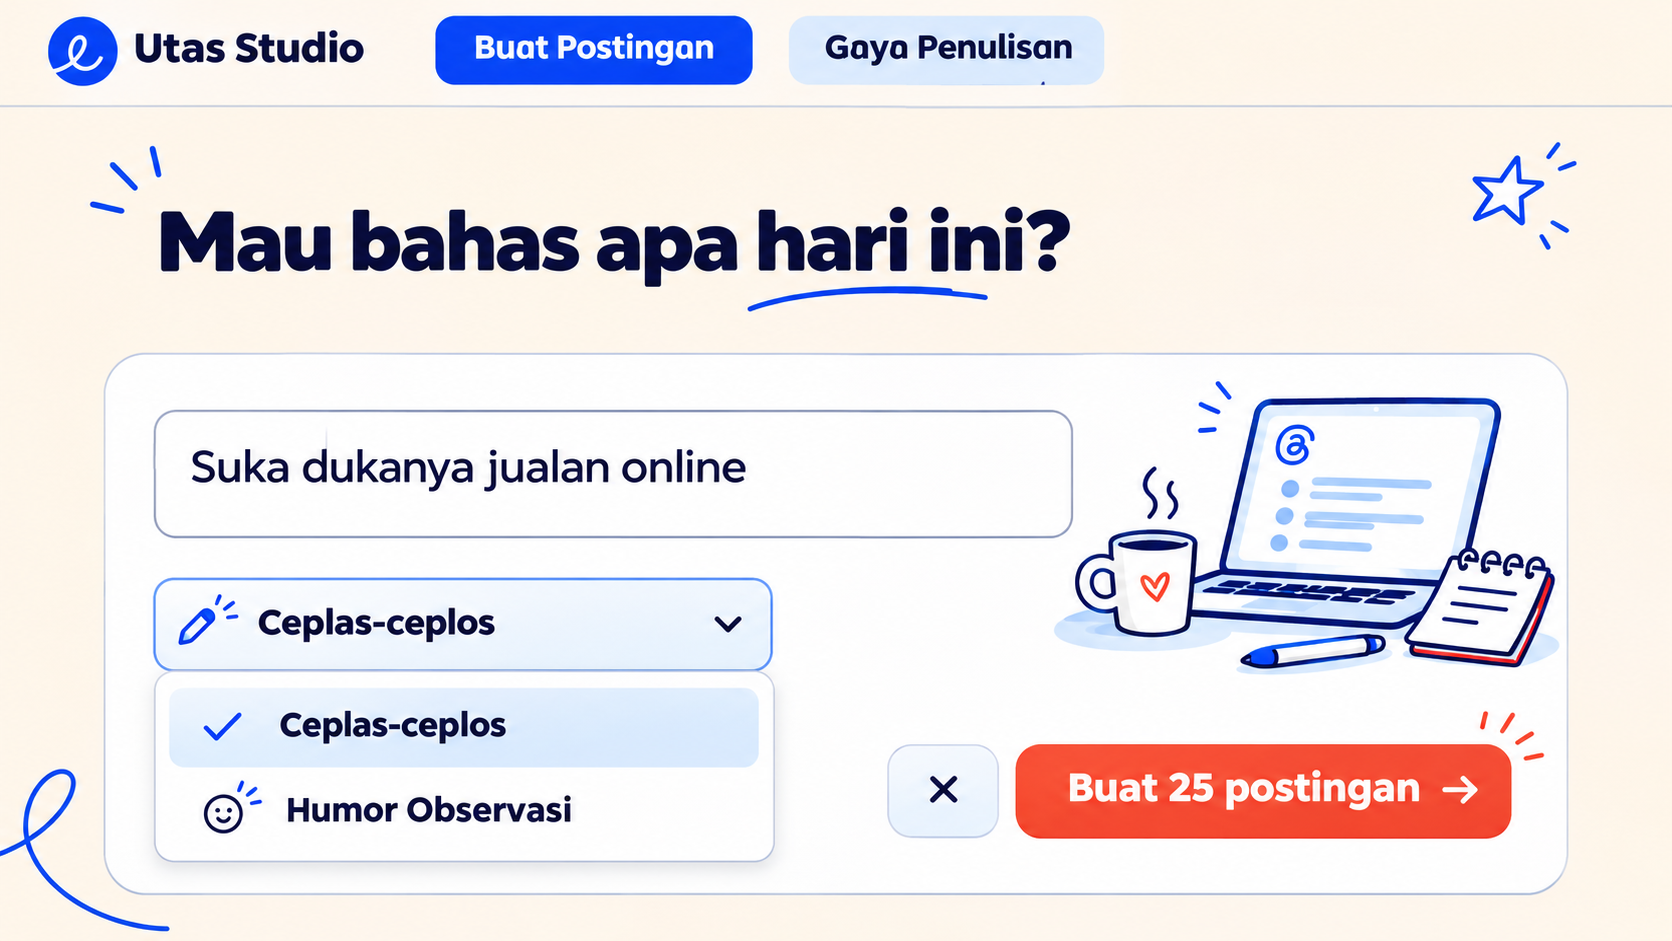 Utas Studio
Buat Postingan
Gaya Penulisan
Mau bahas apa hari ini?
Suka dukanya jualan online
Ceplas-ceplos
Ceplas-ceplos
Humor Observasi
Buat 25 postingan →